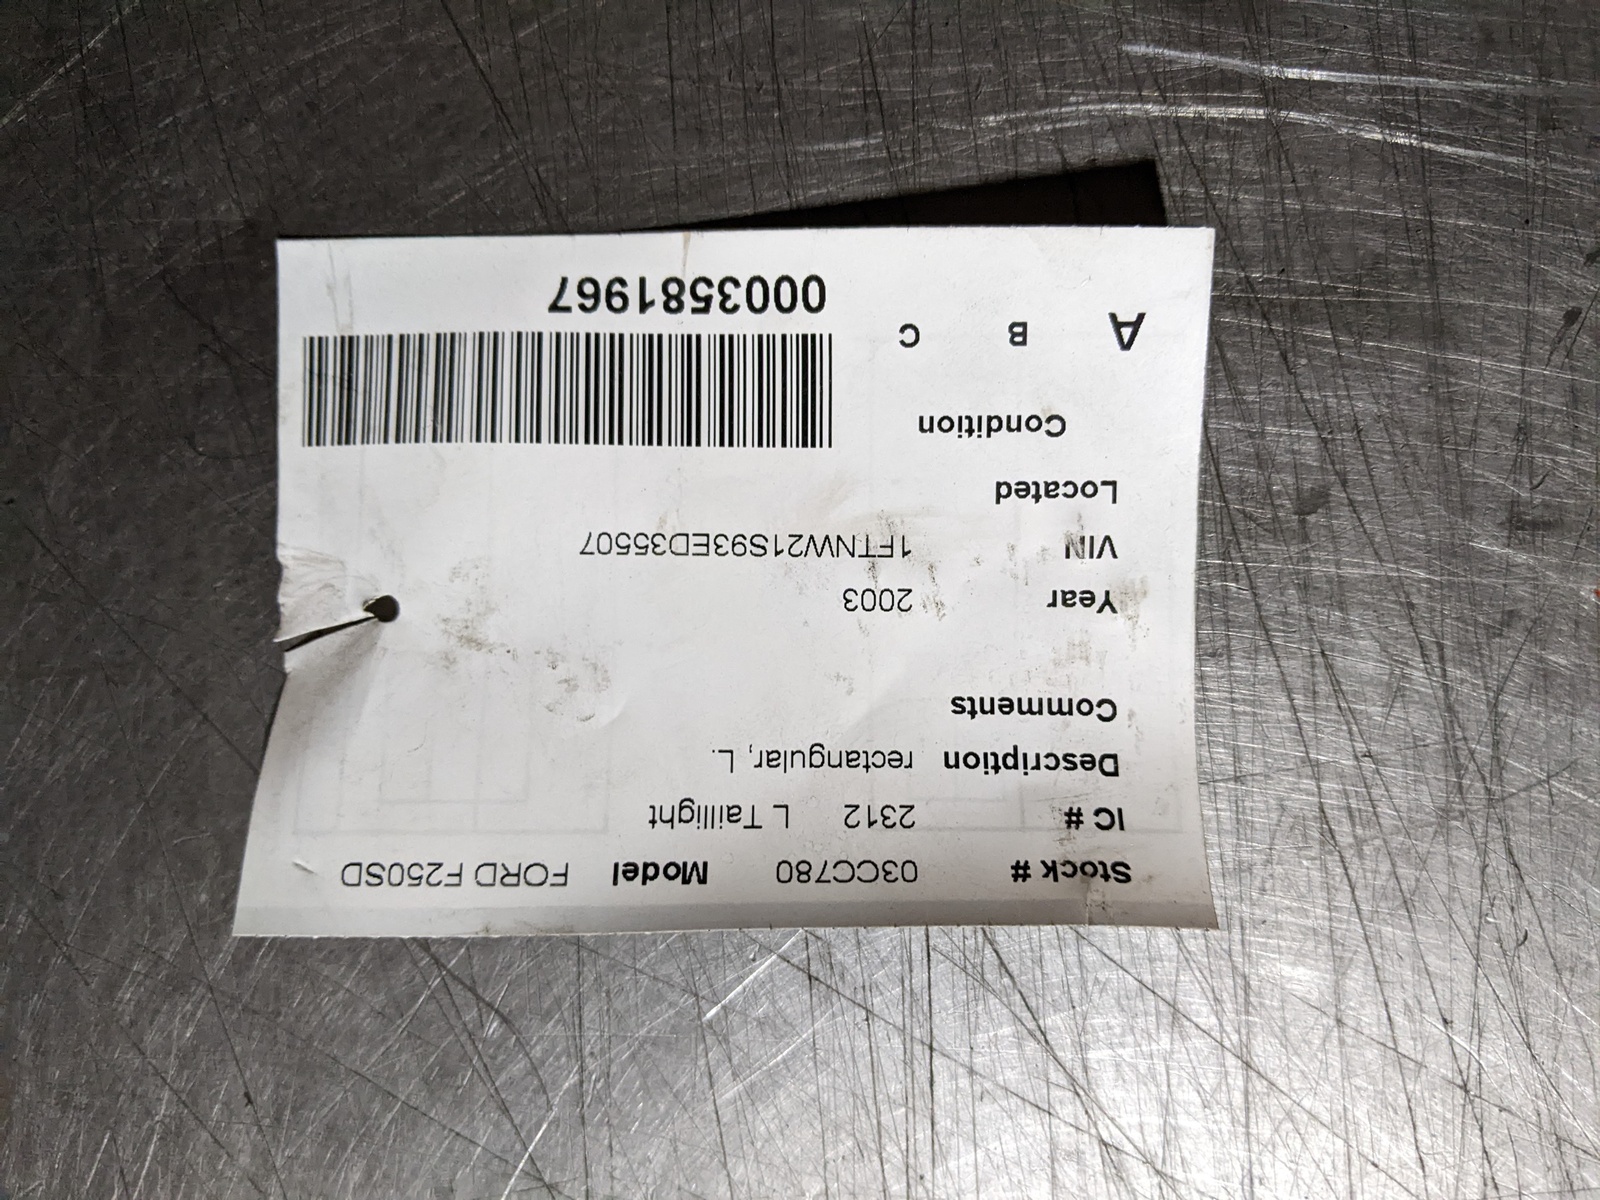 Stock # 03CC780 Model FORD F250SD
IC # 2312 L Taillight
Description rectangular, L.
Comments
Year 2003
VIN 1FTNW21S93ED35507
Located
Condition
A B C
0003581967